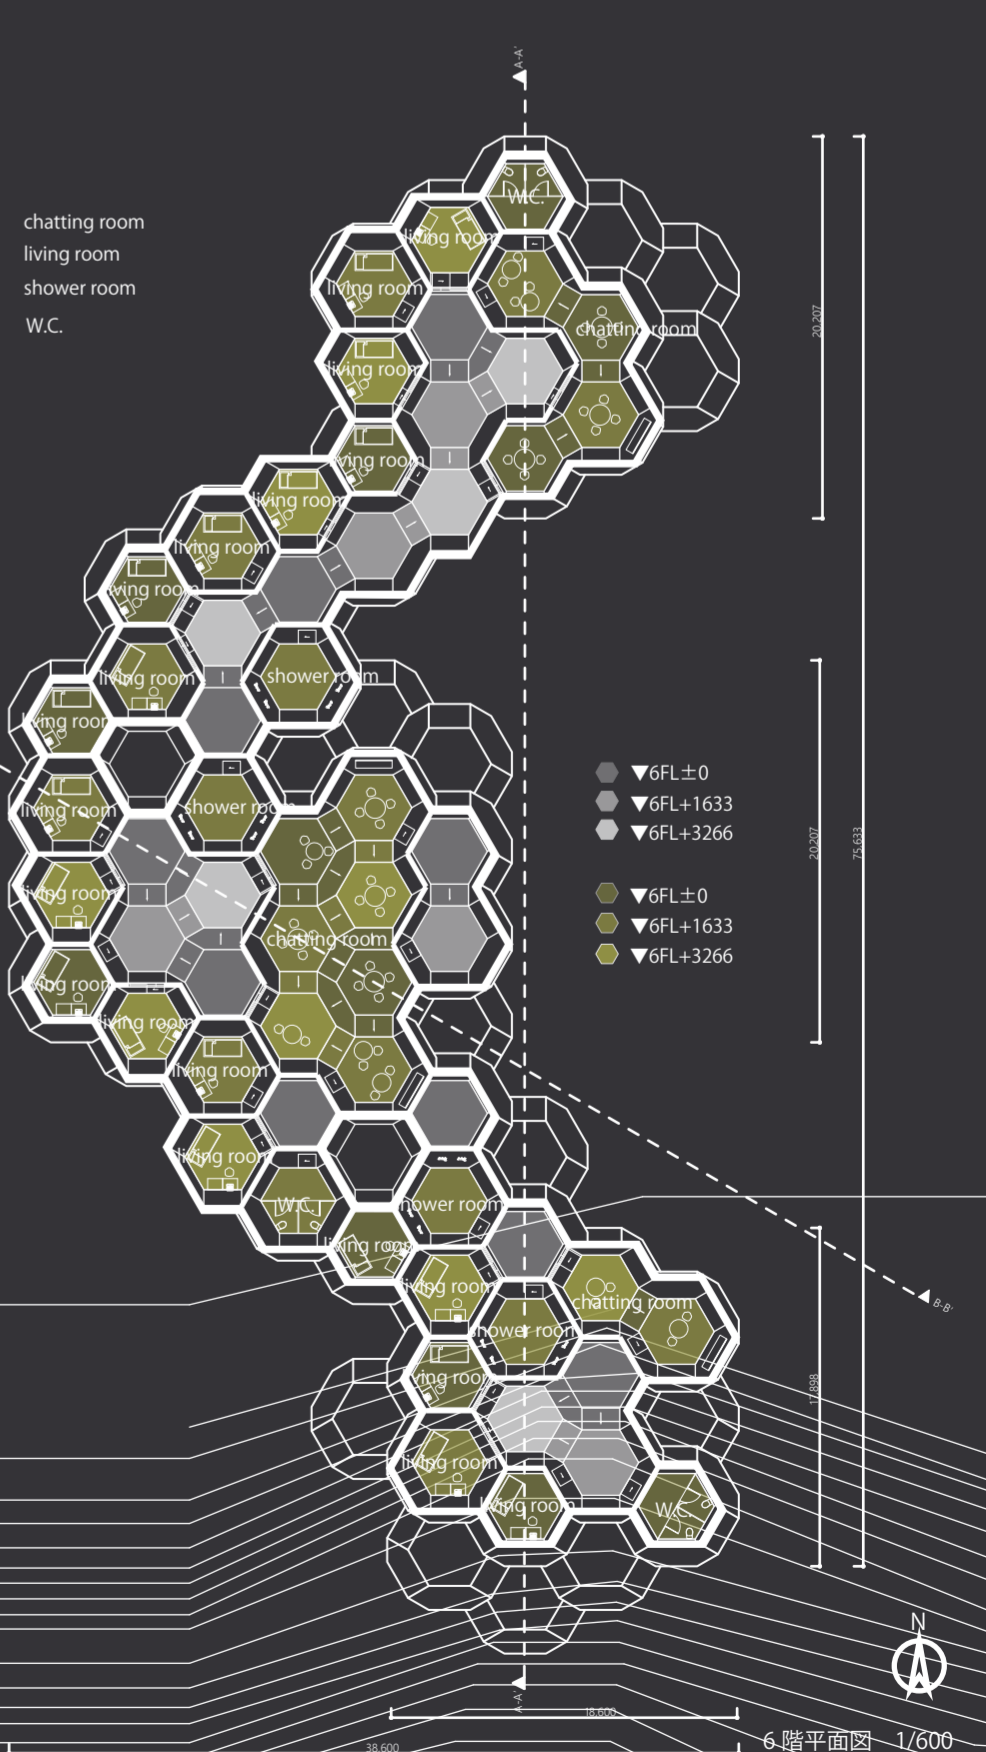 A-A'
chatting room
living room
shower room
W.C.
W.C.
living room
living room
chatting room
20.207
living room
living room
living room
living room
living room
living room
shower room
living room
▼6FL±0
▼6FL+1633
▼6FL+3266
living room
shower room
20.207
75.633
living room
▼6FL±0
▼6FL+1633
▼6FL+3266
chatting room
living room
living room
living room
living room
W.C.
shower room
living room
living room
chatting room
B-B'
shower room
living room
17.898
living room
living room
W.C.
N
A-A'
18.600
6 階平面図 1/600
38.600